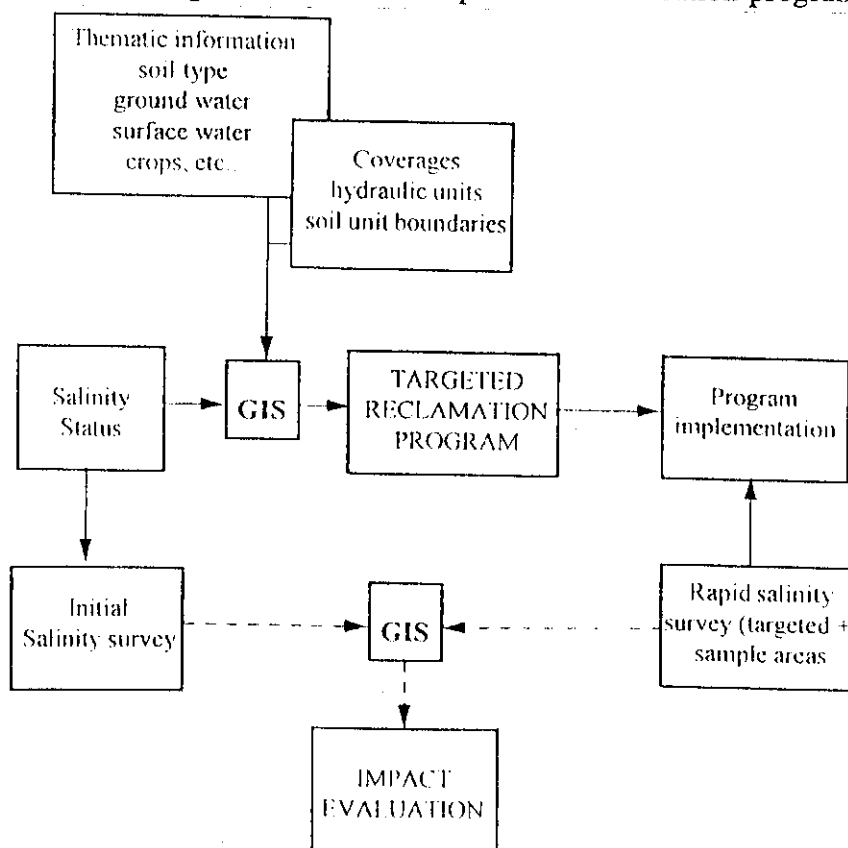 program
Thematic information
soil type
ground water
surface water
crops, etc..
Coverages
hydraulic units
soil unit boundaries
Salinity
Status
GIS
TARGETED
RECLAMATION
PROGRAM
Program
implementation
Initial
Salinity survey
GIS
Rapid salinity
survey (targeted +
sample areas
IMPACT
EVALUATION